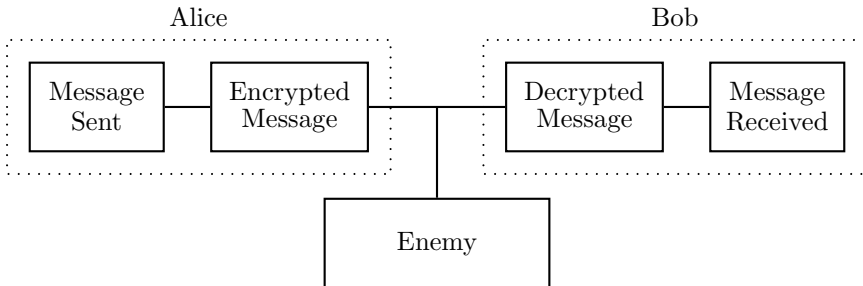 Alice
Bob
Message
Sent
Encrypted
Message
Decrypted
Message
Message
Received
Enemy